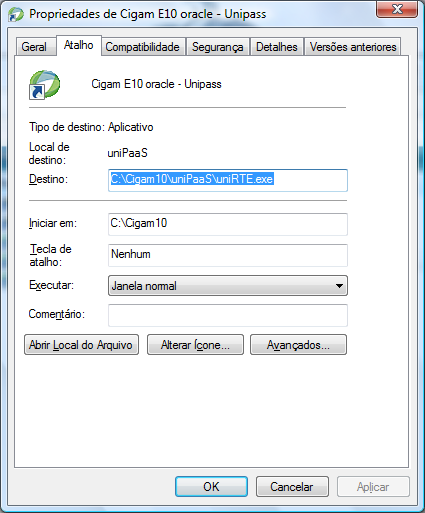 Propriedades de Cigam E10 oracle - Unipass
Geral Atalho Compatibilidade Segurança Detalhes Versões anteriores
Cigam E10 oracle - Unipass
Tipo de destino: Aplicativo
Local de destino: uniPaaS
Destino: C:\Cigam10\uniPaaS\uniRTE.exe
Iniciar em: C:\Cigam10
Tecla de atalho: Nenhum
Executar: Janela normal
Comentário:
Abrir Local do Arquivo Alterar Ícone... Avançados...
OK Cancelar Aplicar